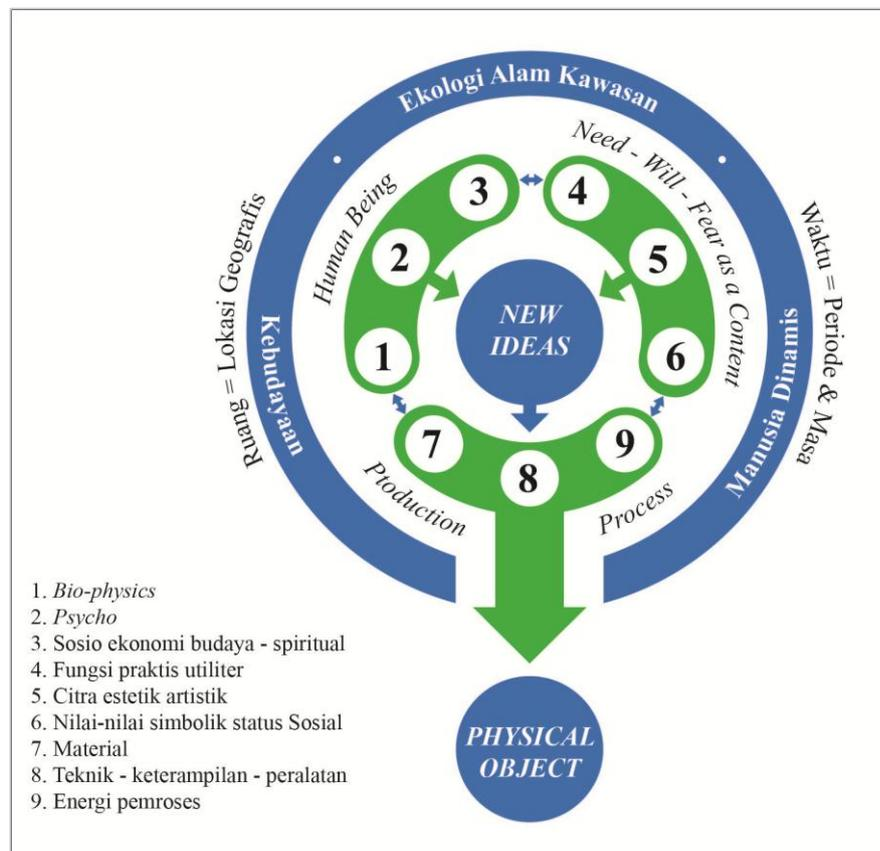 Ekologi Alam Kawasan
Need - Will - Fear as a Content
Human Being
Ruang = Lokasi Geografis
Kebudayaan
Waktu = Periode & Masa
Manusia Dinamis
3
4
2
5
1
6
NEW
IDEAS
7
8
9
Ptoduction
Process
1. Bio-physics
2. Psycho
3. Sosio ekonomi budaya - spiritual
4. Fungsi praktis utiliter
5. Citra estetik artistik
6. Nilai-nilai simbolik status Sosial
7. Material
8. Teknik - keterampilan - peralatan
9. Energi pemroses
PHYSICAL
OBJECT